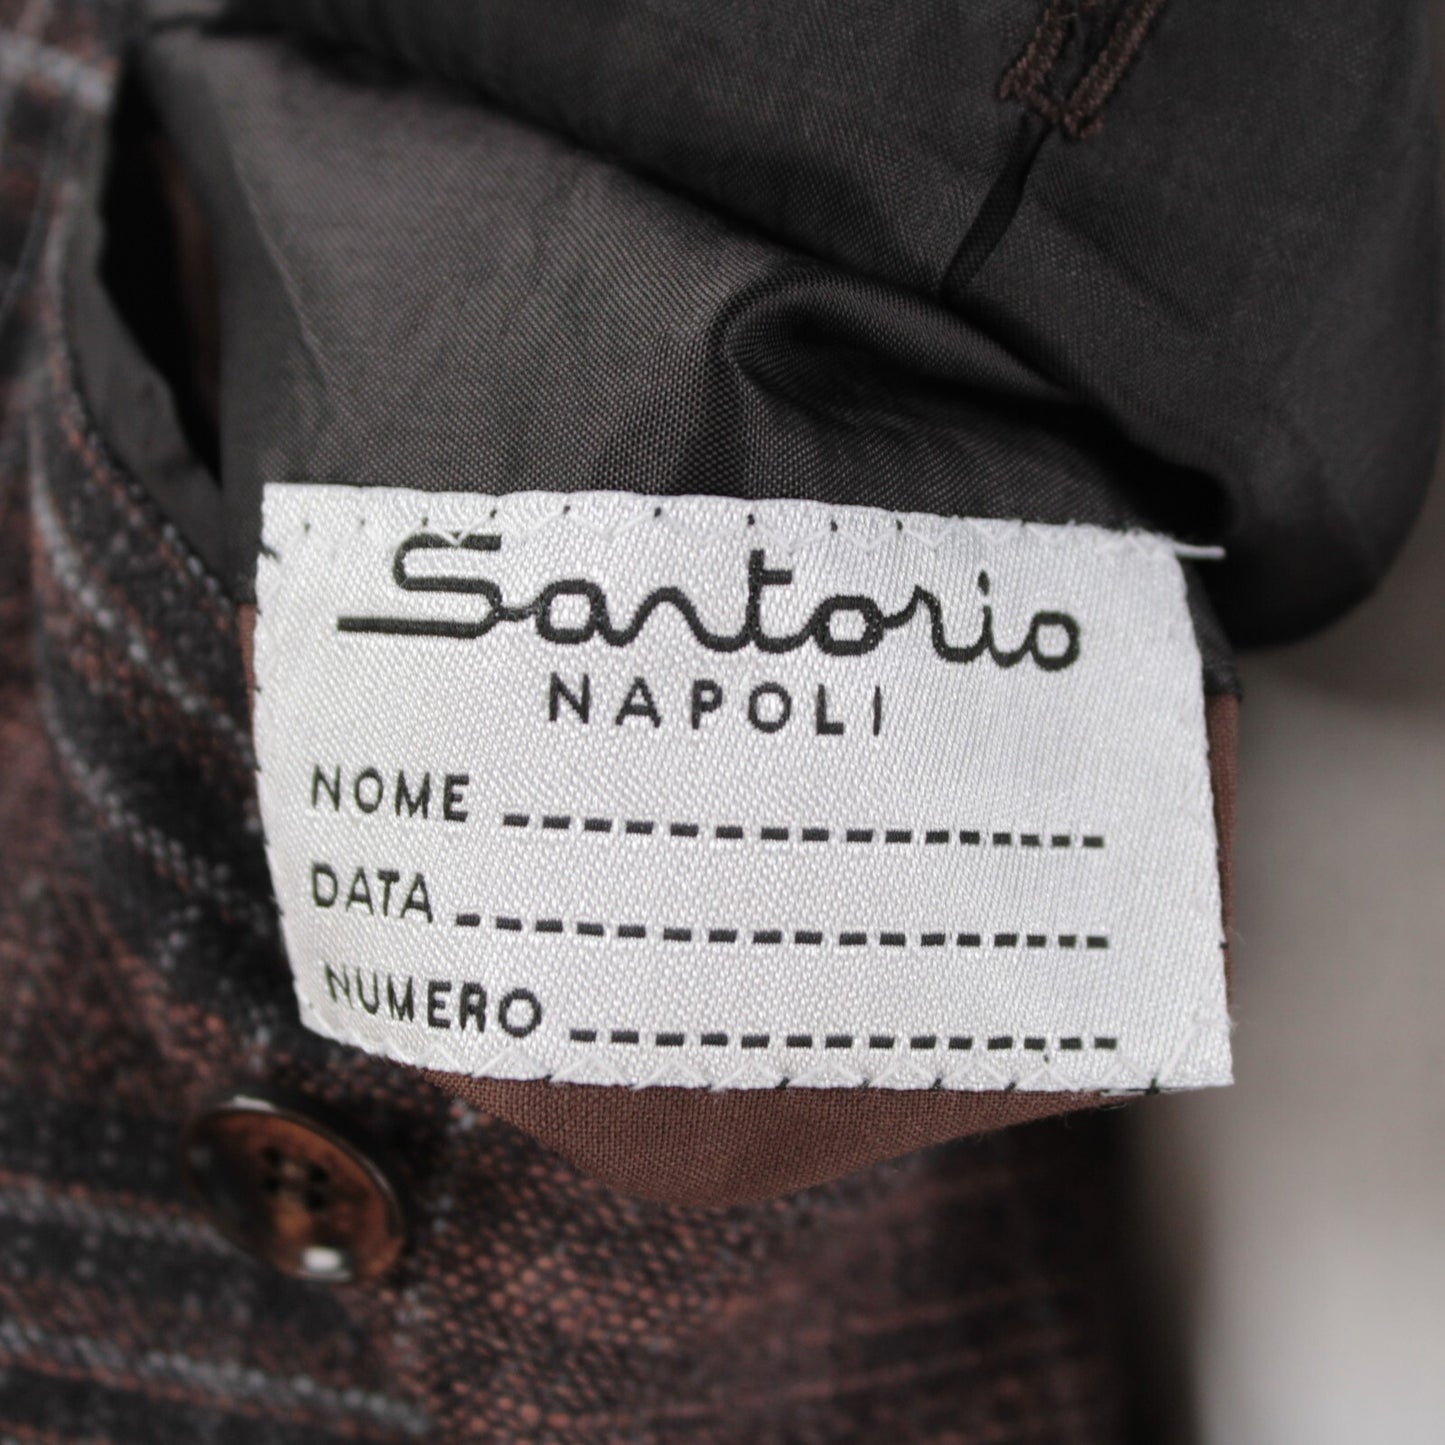 Sartorio
NAPOLI
NOME
DATA
NUMERO